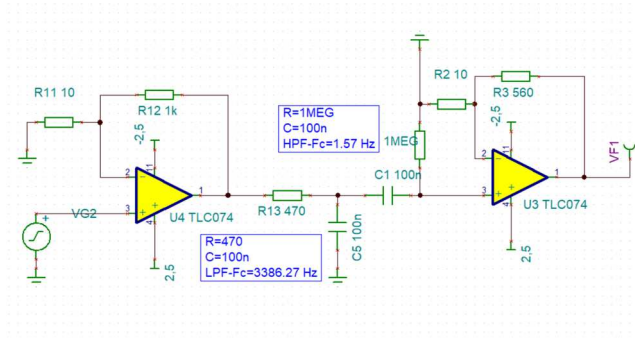 R11 10
R12 1k
-2,5
11
2
3
4
1
VG2
+
U4 TLC074
2,5
R13 470
R=470
C=100n
LPF-Fc=3386.27 Hz
C5 100n
R=1MEG
C=100n
HPF-Fc=1.57 Hz
1MEG
C1 100n
R2 10
R3 560
-2,5
11
2
3
4
1
U3 TLC074
2,5
VF1